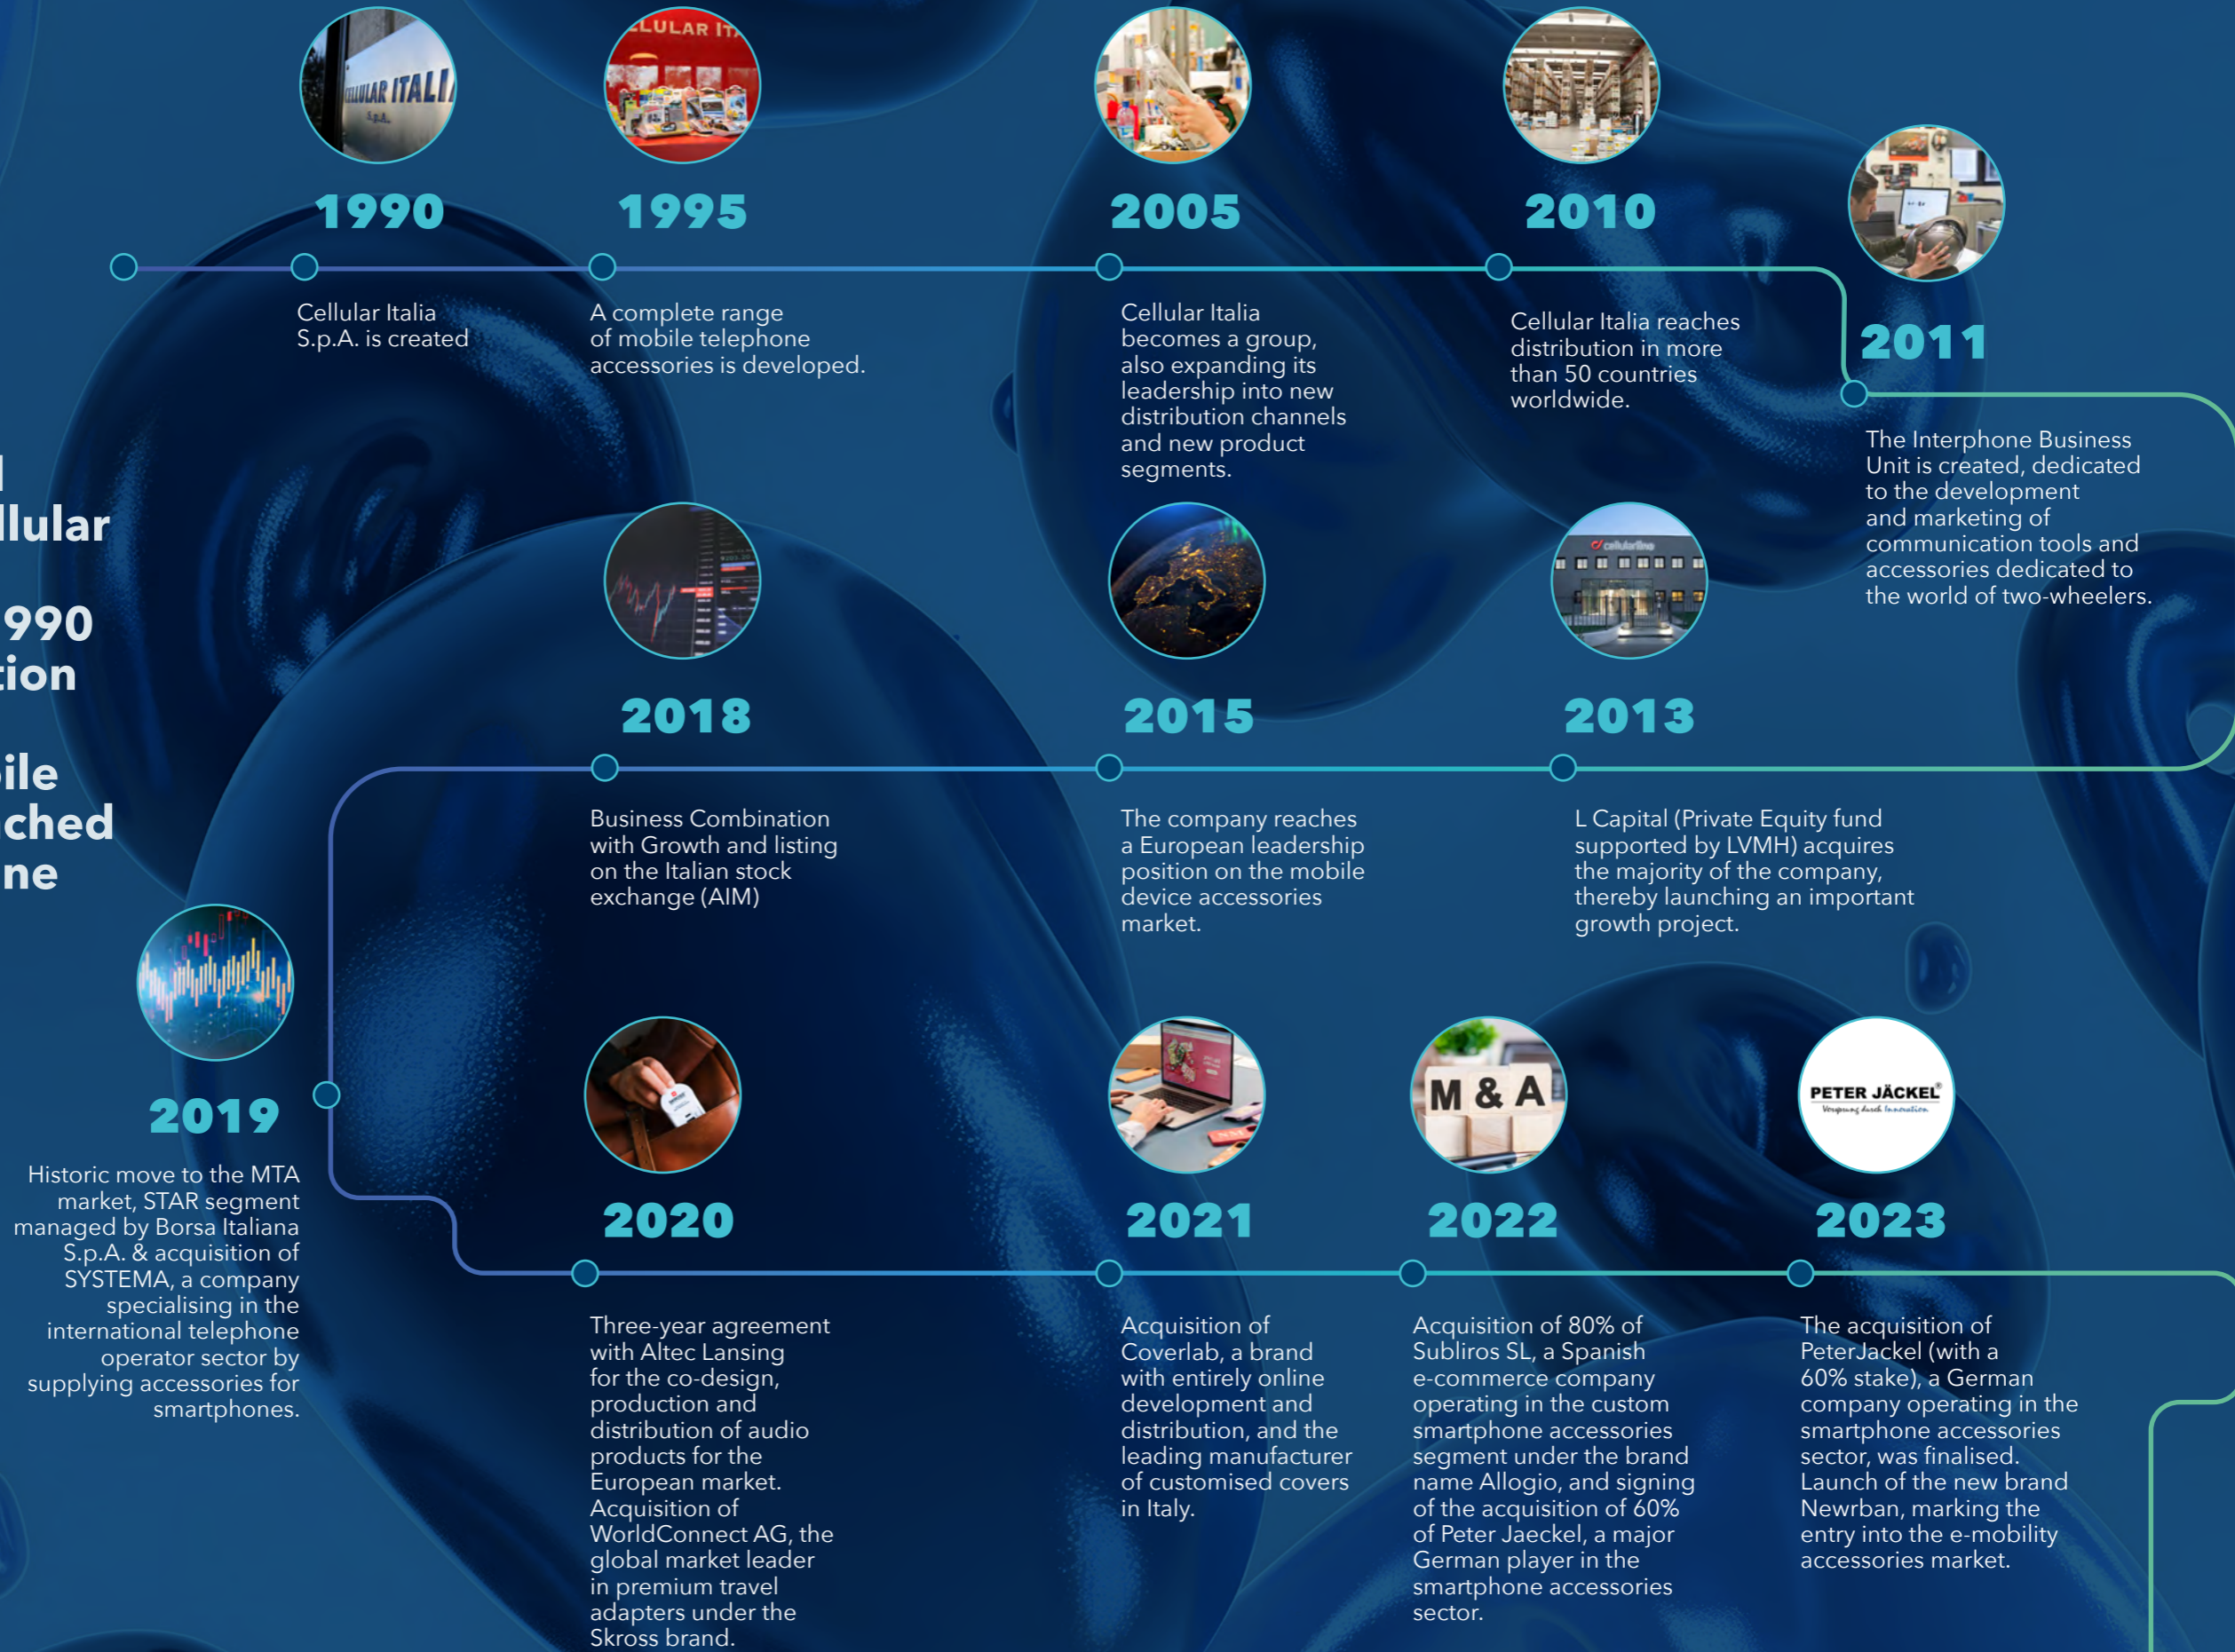 CELLULAR ITALI
S.p.A.
1990
Cellular Italia
S.p.A. is created
1995
A complete range
of mobile telephone
accessories is developed.
2005
Cellular Italia
becomes a group,
also expanding its
leadership into new
distribution channels
and new product
segments.
2010
Cellular Italia reaches
distribution in more
than 50 countries
worldwide.
2011
The Interphone Business
Unit is created, dedicated
to the development
and marketing of
communication tools and
accessories dedicated to
the world of two-wheelers.
llular
990
tion
ile
ched
ne
cellularline
2013
L Capital (Private Equity fund
supported by LVMH) acquires
the majority of the company,
thereby launching an important
growth project.
2015
The company reaches
a European leadership
position on the mobile
device accessories
market.
2018
Business Combination
with Growth and listing
on the Italian stock
exchange (AIM)
2019
Historic move to the MTA
market, STAR segment
managed by Borsa Italiana
S.p.A. & acquisition of
SYSTEMA, a company
specialising in the
international telephone
operator sector by
supplying accessories for
smartphones.
2020
Three-year agreement
with Altec Lansing
for the co-design,
production and
distribution of audio
products for the
European market.
Acquisition of
WorldConnect AG, the
global market leader
in premium travel
adapters under the
Skross brand.
2021
Acquisition of
Coverlab, a brand
with entirely online
development and
distribution, and the
leading manufacturer
of customised covers
in Italy.
M & A
2022
Acquisition of 80% of
Subliros SL, a Spanish
e-commerce company
operating in the custom
smartphone accessories
segment under the brand
name Allogio, and signing
of the acquisition of 60%
of Peter Jaeckel, a major
German player in the
smartphone accessories
sector.
PETER JÄCKEL®
Vorsprung durch Innovation
2023
The acquisition of
PeterJackel (with a
60% stake), a German
company operating in the
smartphone accessories
sector, was finalised.
Launch of the new brand
Newrban, marking the
entry into the e-mobility
accessories market.